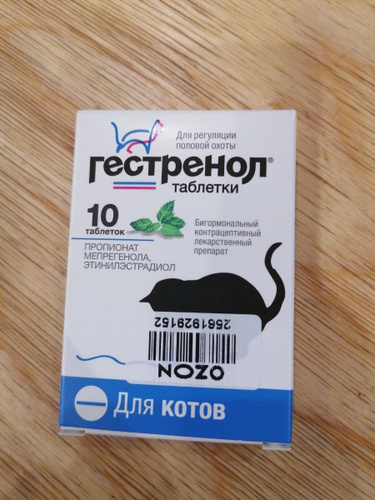 Для регуляции
половой охоты
гестренол®
таблетки
10
таблеток
Бигормональный
контрацептивный
лекарственный
препарат
ПРОПИОНАТ
МЕПРЕГЕНОЛА,
ЭТИНИЛЭСТРАДИОЛ
2561929152
OZON
Для котов